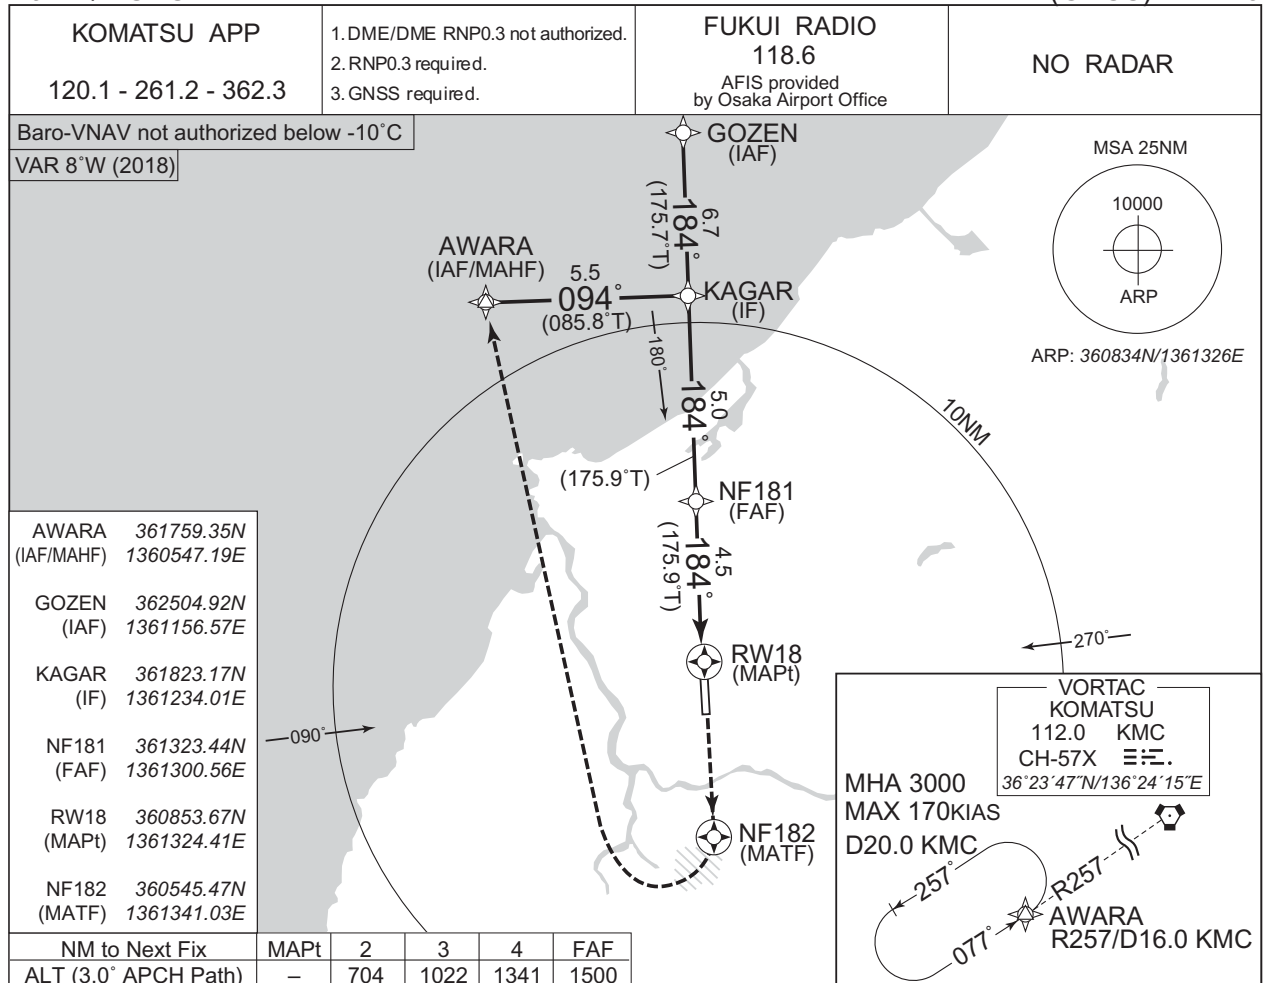 KOMATSU APP
120.1 - 261.2 - 362.3
1. DME/DME RNP0.3 not authorized.
2. RNP0.3 required.
3. GNSS required.
FUKUI RADIO
118.6
AFIS provided
by Osaka Airport Office
NO RADAR
Baro-VNAV not authorized below -10˚C
VAR 8˚W (2018)
GOZEN
(IAF)
6.7
184˚
(175.7˚T)
AWARA
(IAF/MAHF)
5.5
094˚
(085.8˚T)
KAGAR
(IF)
180˚
5.0
184˚
(175.9˚T)
NF181
(FAF)
4.5
184˚
(175.9˚T)
RW18
(MAPt)
NF182
(MATF)
10NM
270˚
090˚
MSA 25NM
10000
ARP
ARP: 360834N/1361326E
AWARA 361759.35N
(IAF/MAHF) 1360547.19E
GOZEN 362504.92N
(IAF) 1361156.57E
KAGAR 361823.17N
(IF) 1361234.01E
NF181 361323.44N
(FAF) 1361300.56E
RW18 360853.67N
(MAPt) 1361324.41E
NF182 360545.47N
(MATF) 1361341.03E
VORTAC
KOMATSU
112.0 KMC
CH-57X
36˚23´47˝N/136˚24´15˝E
MHA 3000
MAX 170KIAS
D20.0 KMC
257˚
R257
077˚
AWARA
R257/D16.0 KMC
NM to Next Fix MAPt 2 3 4 FAF
ALT (3.0˚ APCH Path) – 704 1022 1341 1500